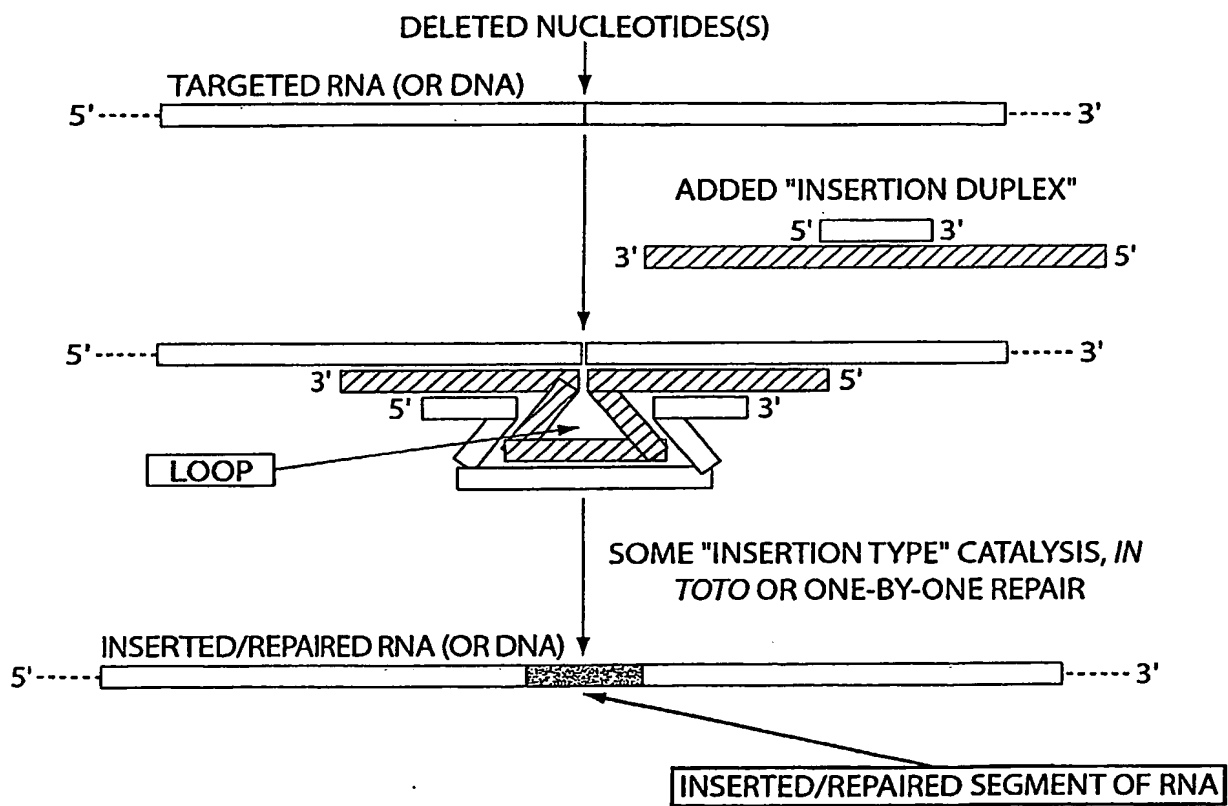 DELETED NUCLEOTIDES(S)
TARGETED RNA (OR DNA)
5' 3'
ADDED "INSERTION DUPLEX"
5' 3'
3' 5'
5' 3'
3' 5'
5' 3'
LOOP
SOME "INSERTION TYPE" CATALYSIS, IN
TOTO OR ONE-BY-ONE REPAIR
INSERTED/REPAIRED RNA (OR DNA)
5' 3'
INSERTED/REPAIRED SEGMENT OF RNA